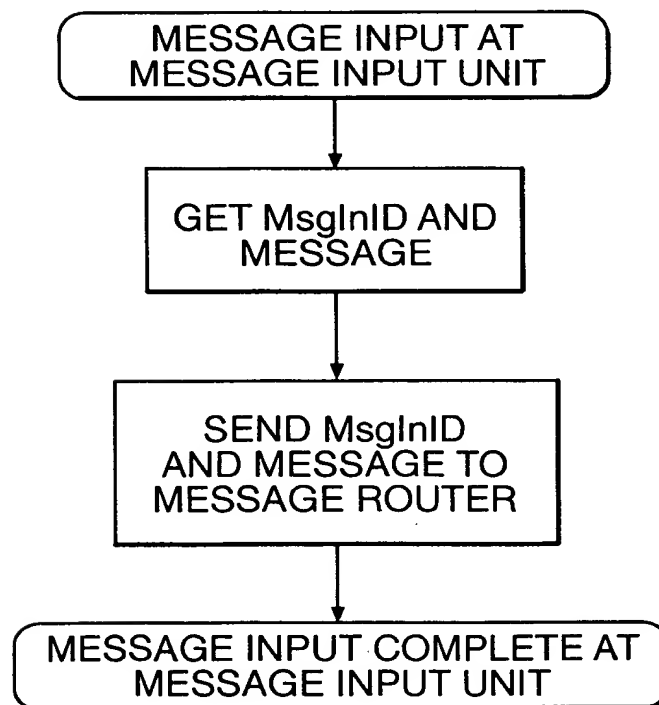 MESSAGE INPUT AT
MESSAGE INPUT UNIT
GET MsgInID AND
MESSAGE
SEND MsgInID
AND MESSAGE TO
MESSAGE ROUTER
MESSAGE INPUT COMPLETE AT
MESSAGE INPUT UNIT